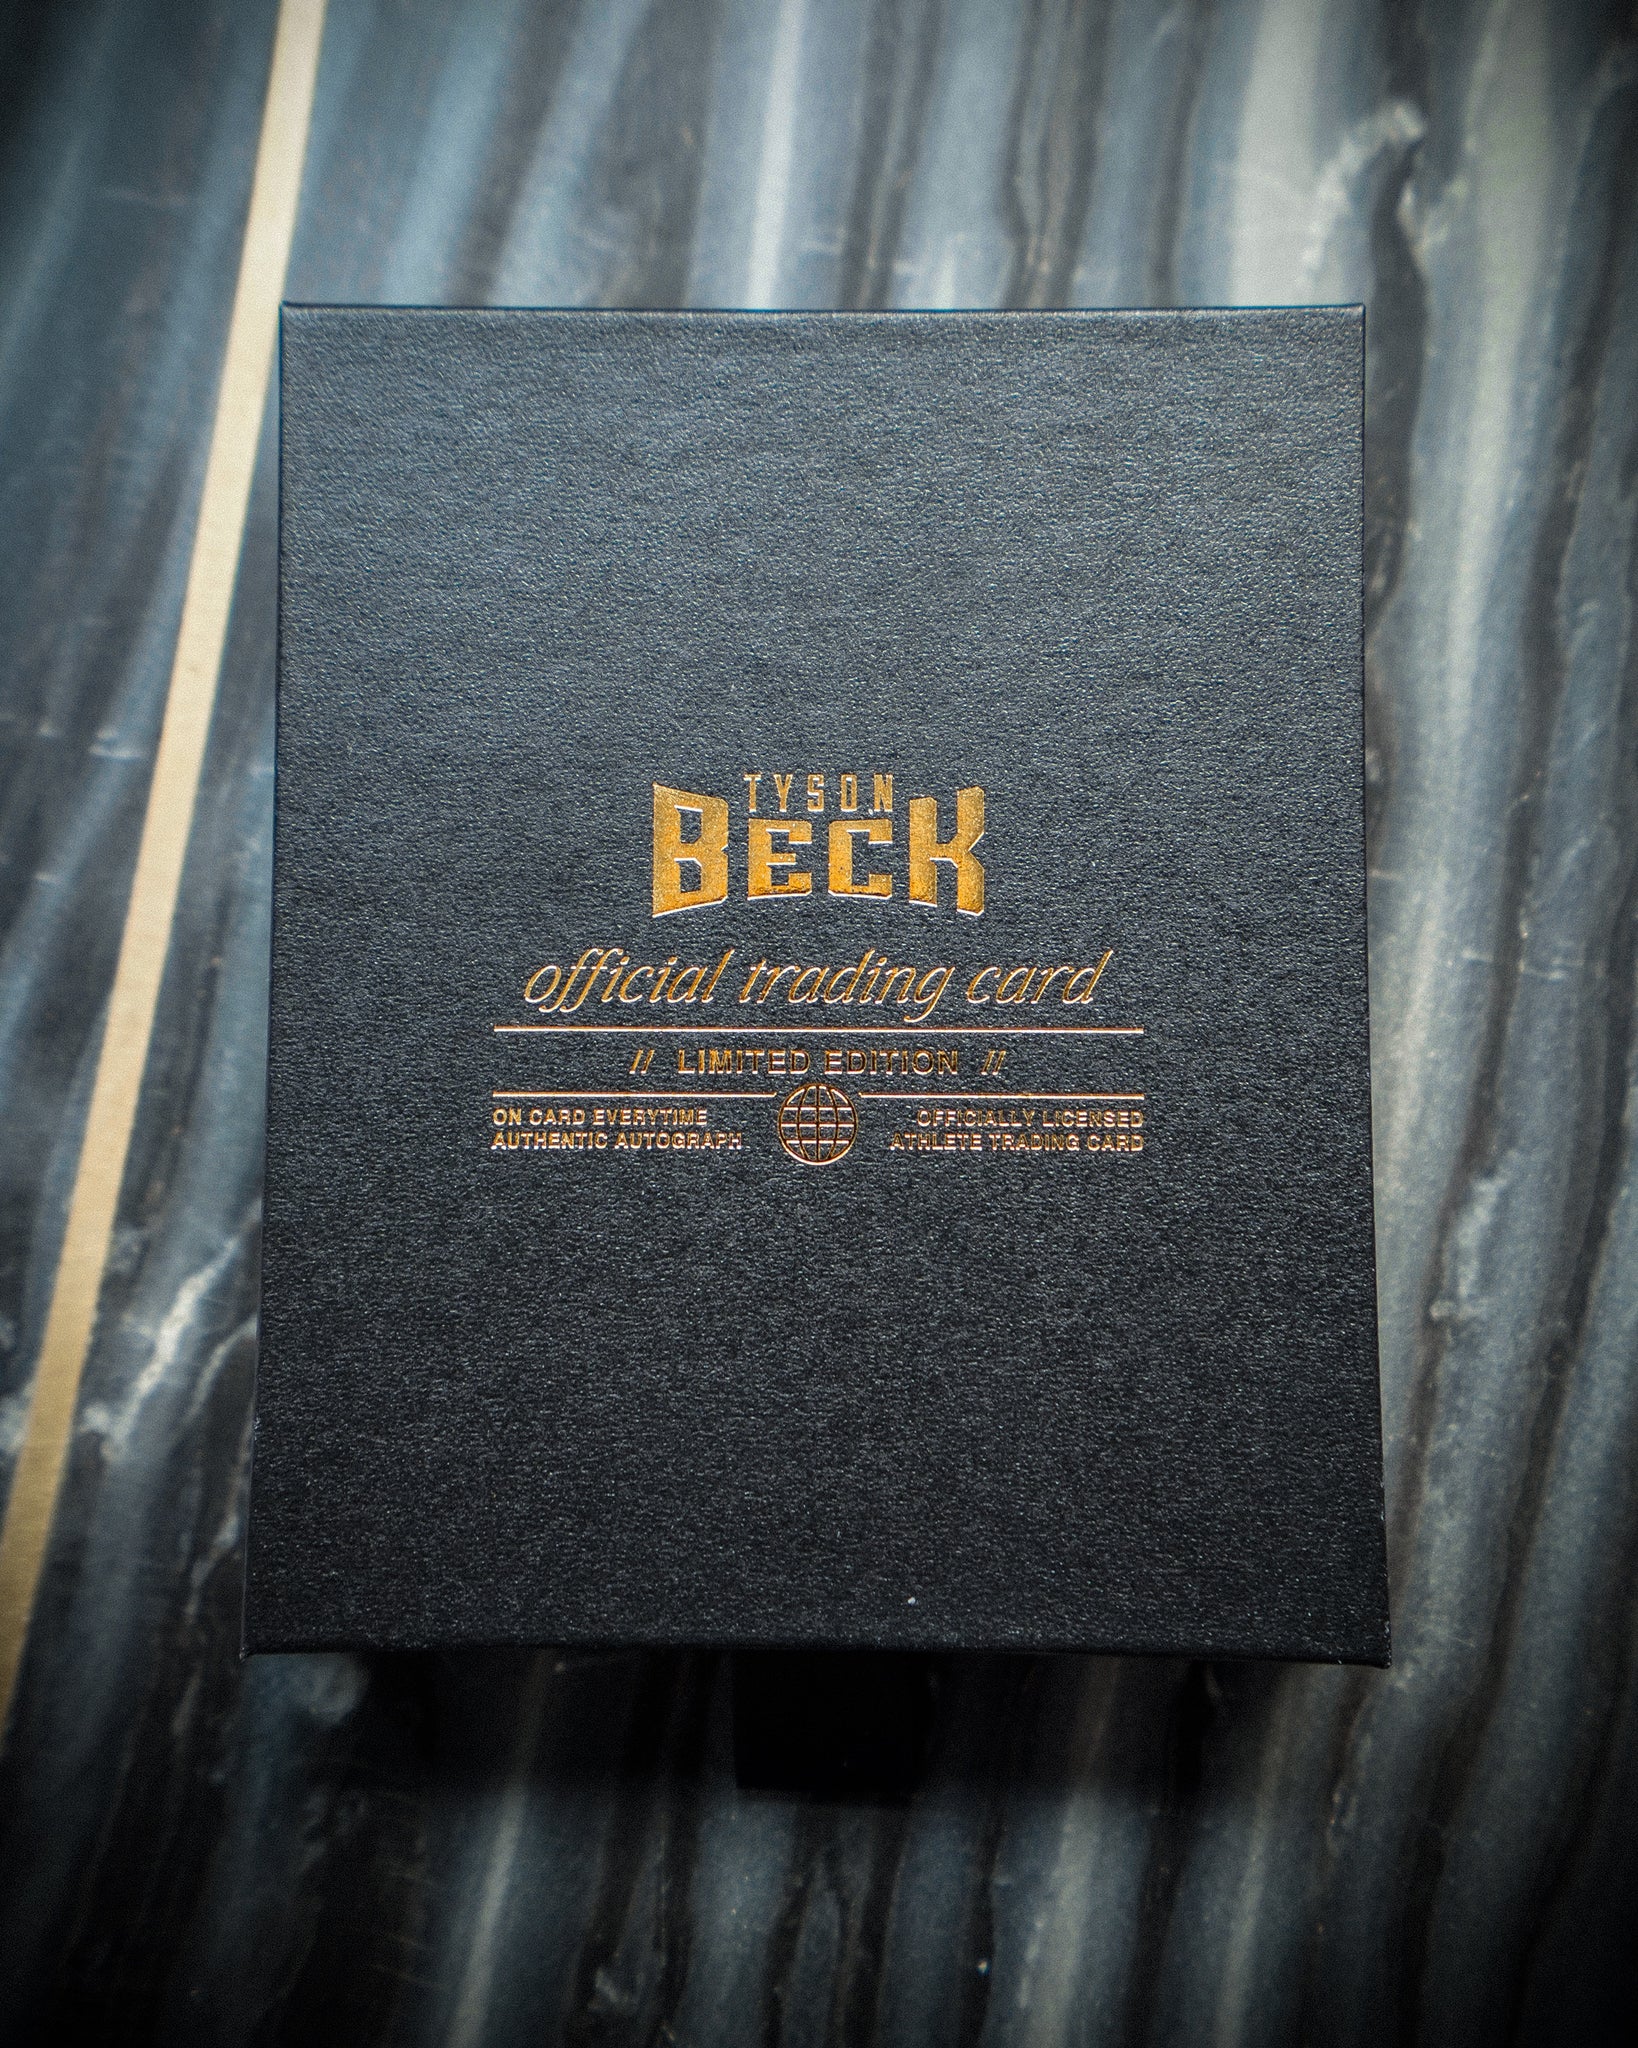 TYSON
BECK
official trading card
// LIMITED EDITION //
ON CARD EVERYTIME
AUTHENTIC AUTOGRAPH
OFFICIALLY LICENSED
ATHLETE TRADING CARD